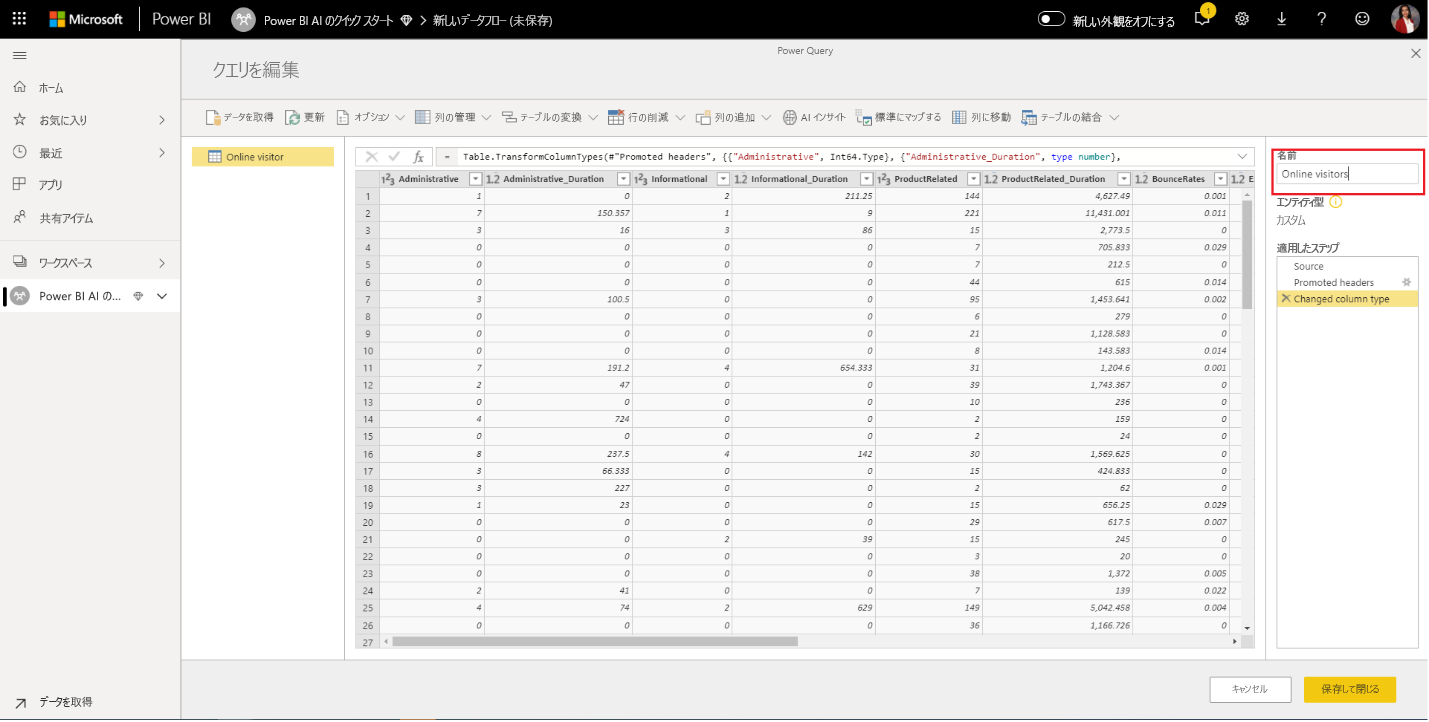 Microsoft Power BI Power BI AI のクイック スタート > 新しいデータフロー (未保存) 新しい外観をオフにする 1 ?
Power Query
クエリを編集
ホーム
お気に入り
最近
アプリ
共有アイテム
ワークスペース
Power BI AI の...
データを取得
データを取得 更新 オプション 列の管理 テーブルの変換 行の削減 列の追加 AI インサイト 標準にマップする 列に移動 テーブルの結合
Online visitor
fx = Table.TransformColumnTypes(#"Promoted headers", {{"Administrative", Int64.Type}, {"Administrative_Duration", type number},
1²3 Administrative 1.2 Administrative_Duration 1²3 Informational 1.2 Informational_Duration 1²3 ProductRelated 1.2 ProductRelated_Duration 1.2 BounceRates 1.2 E
1 1 0 2 211.25 144 4,627.49 0.001
2 7 150.357 1 9 221 11,431.001 0.011
3 3 16 3 86 15 2,773.5 0
4 0 0 0 0 7 705.833 0.029
5 0 0 0 0 7 212.5 0
6 0 0 0 0 44 615 0.014
7 3 100.5 0 0 95 1,453.641 0.002
8 0 0 0 0 6 279 0
9 0 0 0 0 21 1,128.583 0
10 0 0 0 0 8 143.583 0.014
11 7 191.2 4 654.333 31 1,204.6 0.001
12 2 47 0 0 39 1,743.367 0
13 0 0 0 0 10 236 0
14 4 724 0 0 2 159 0
15 0 0 0 0 2 24 0
16 8 237.5 4 142 30 1,569.625 0
17 3 66.333 0 0 15 424.833 0
18 3 227 0 0 2 62 0
19 1 23 0 0 15 656.25 0.029
20 0 0 0 0 29 617.5 0.007
21 0 0 2 39 15 245 0
22 0 0 0 0 3 20 0
23 0 0 0 0 38 1,372 0.005
24 2 41 0 0 7 139 0.022
25 4 74 2 629 149 5,042.458 0.004
26 0 0 0 0 36 1,166.726 0
27
名前
Online visitors
エンティティ型
カスタム
適用したステップ
Source
Promoted headers
Changed column type
キャンセル 保存して閉じる